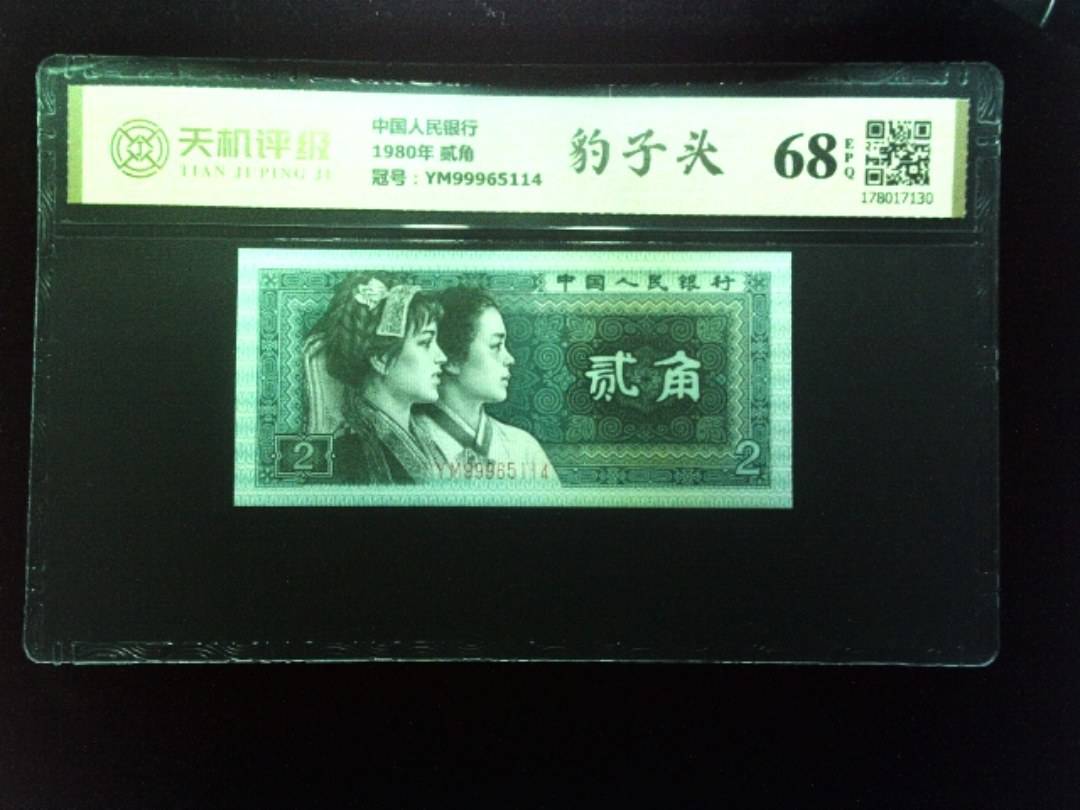 天机评级
TIAN JI PING JI
中国人民银行
1980年 贰角
冠号：YM99965114
豹子头
68
EPQ
178017130
中国人民银行
贰角
2
YM99965114
2